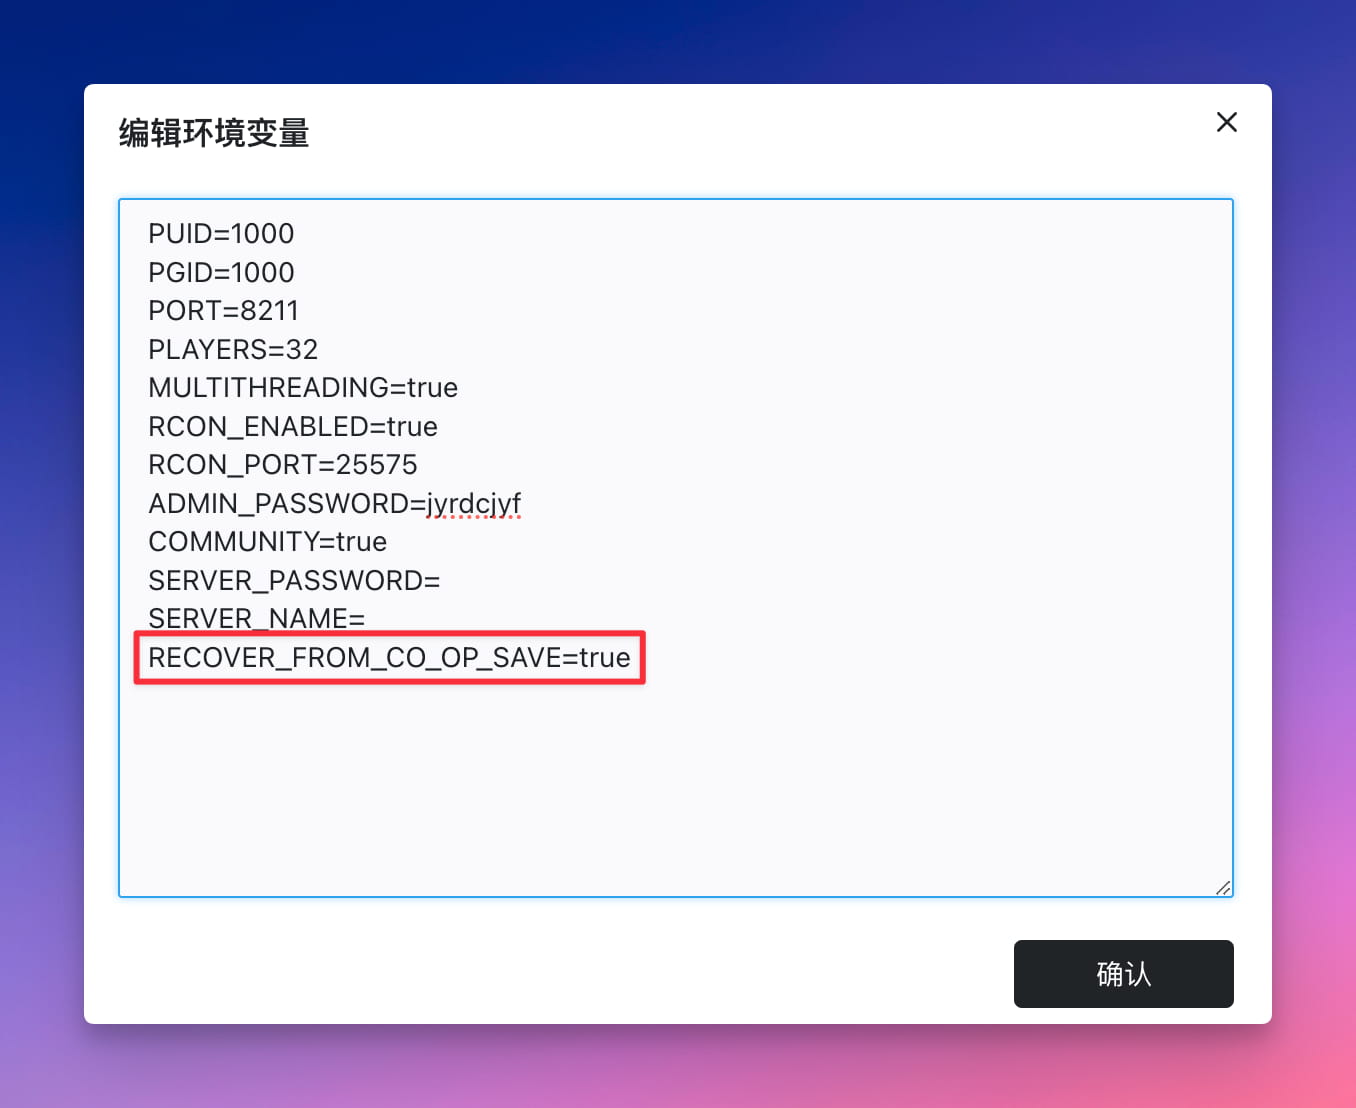 编辑环境变量
PUID=1000
PGID=1000
PORT=8211
PLAYERS=32
MULTITHREADING=true
RCON_ENABLED=true
RCON_PORT=25575
ADMIN_PASSWORD=jyrdcjyf
COMMUNITY=true
SERVER_PASSWORD=
SERVER_NAME=
RECOVER_FROM_CO_OP_SAVE=true
确认